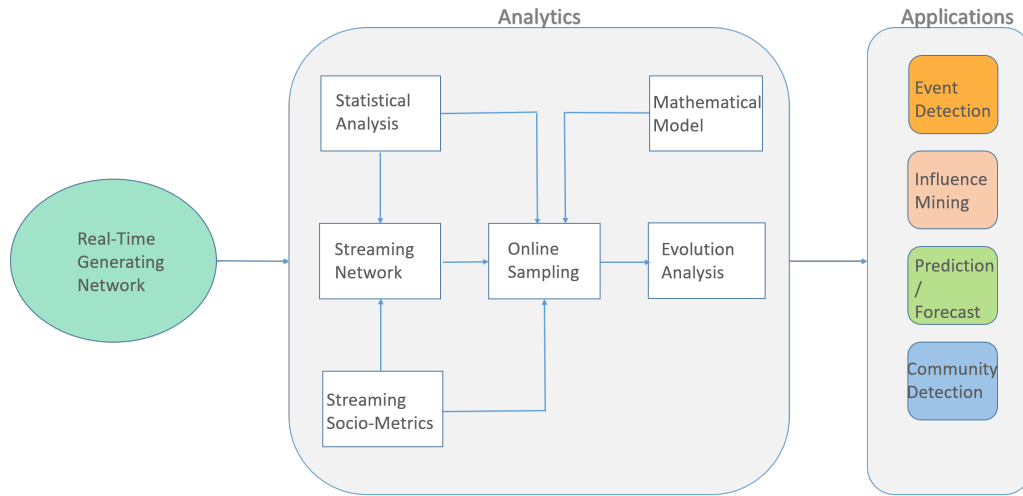 Analytics
Applications
Statistical
Analysis
Mathematical
Model
Event
Detection
Influence
Mining
Real-Time
Generating
Network
Streaming
Network
Online
Sampling
Evolution
Analysis
Prediction
/
Forecast
Streaming
Socio-Metrics
Community
Detection